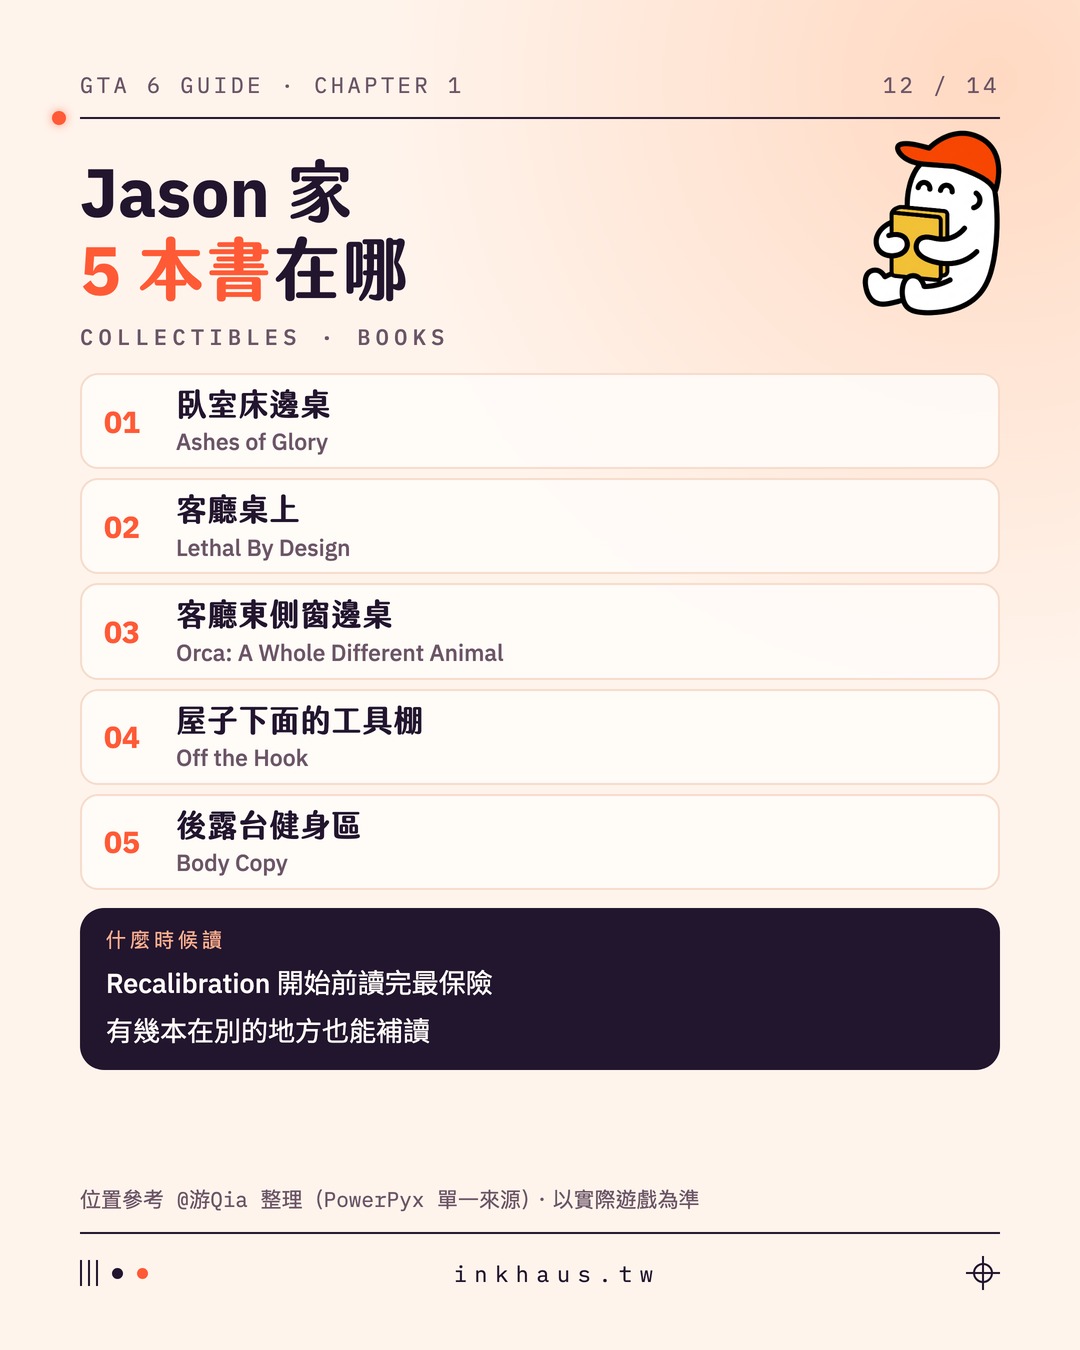 GTA 6 GUIDE · CHAPTER 1
12 / 14
Jason 家
5 本書在哪
COLLECTIBLES · BOOKS
01
臥室床邊桌
Ashes of Glory
02
客廳桌上
Lethal By Design
03
客廳東側窗邊桌
Orca: A Whole Different Animal
04
屋子下面的工具棚
Off the Hook
05
後露台健身區
Body Copy
什麼時候讀
Recalibration 開始前讀完最保險
有幾本在別的地方也能補讀
位置參考 @游Qia 整理（PowerPyx 單一來源）· 以實際遊戲為準
inkhaus.tw